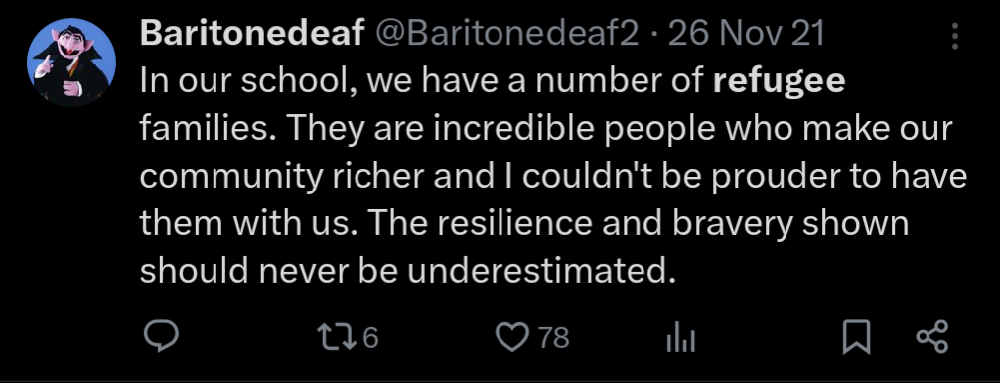 Baritonedeaf @Baritonedeaf2 · 26 Nov 21
In our school, we have a number of refugee
families. They are incredible people who make our
community richer and I couldn't be prouder to have
them with us. The resilience and bravery shown
should never be underestimated.
6 78